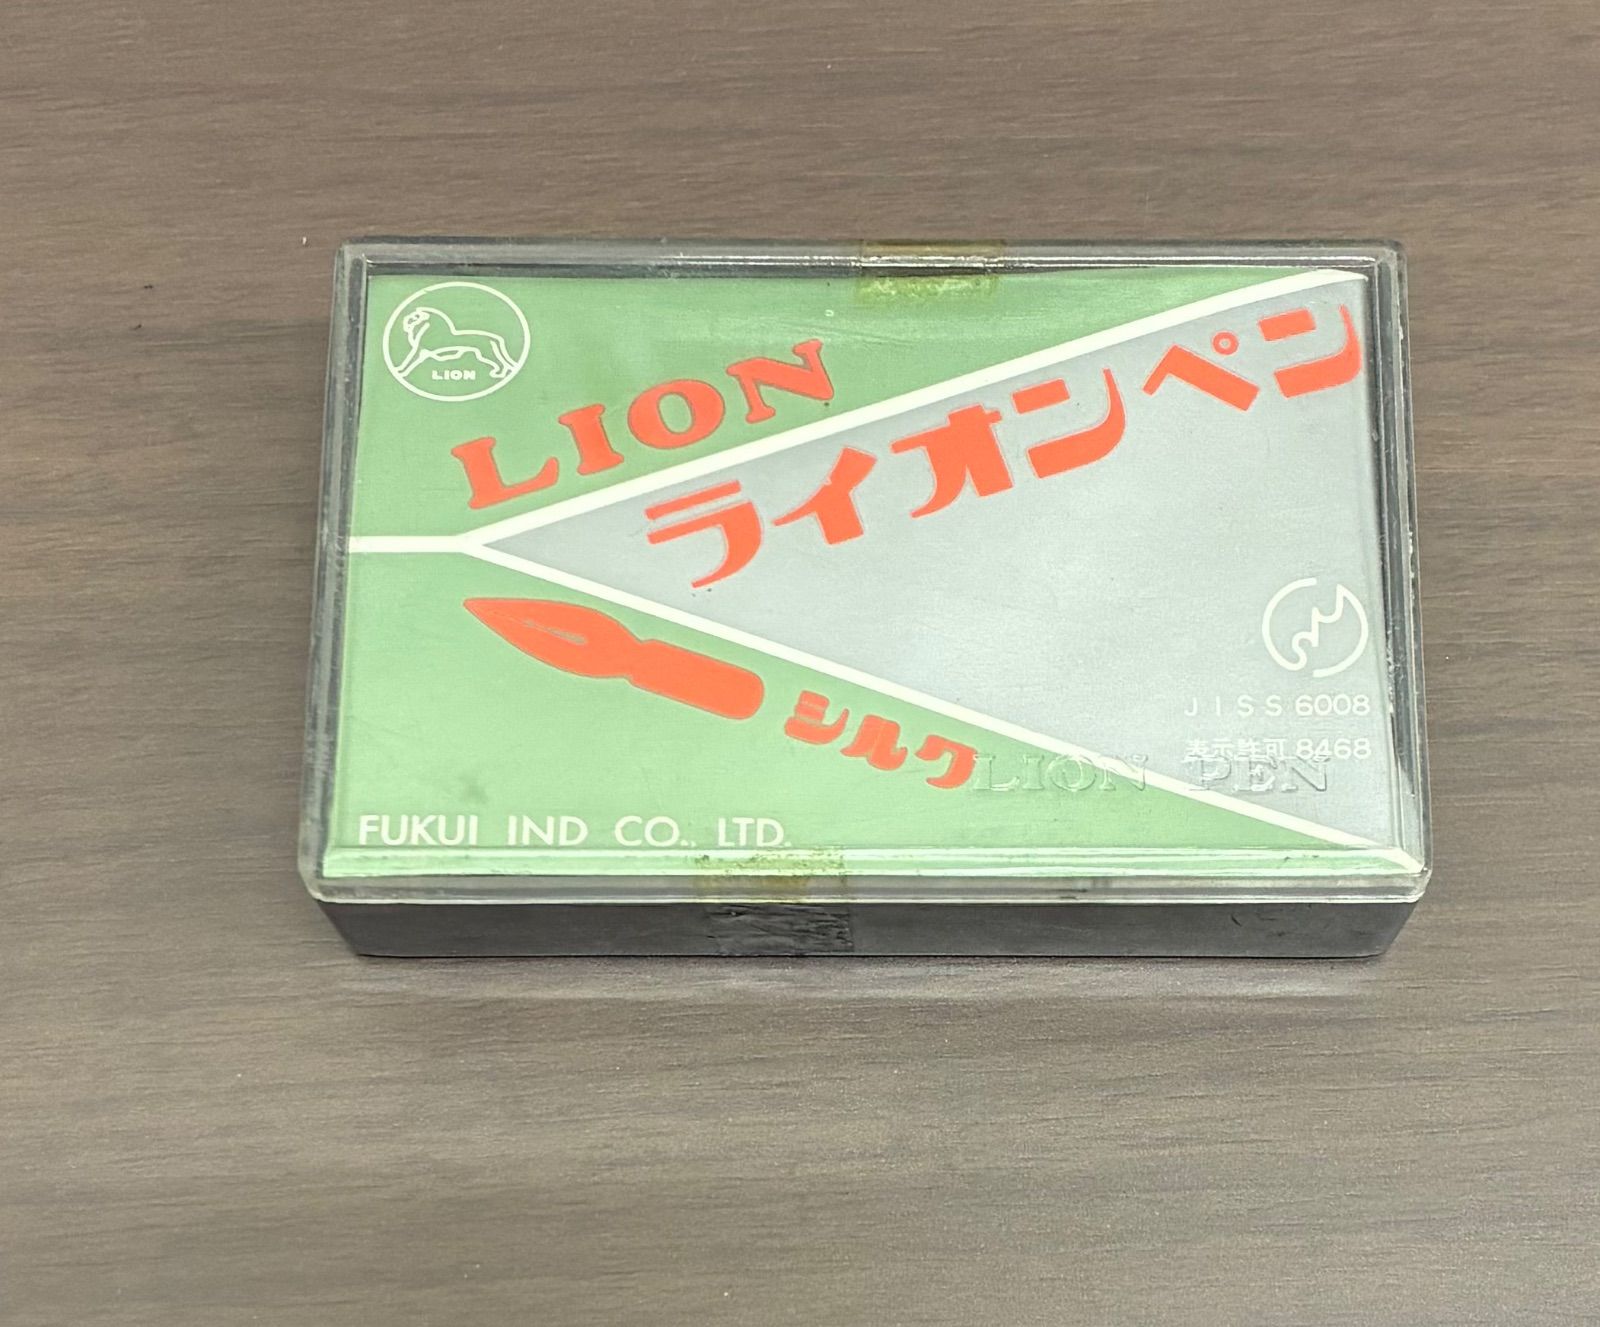 LION
LION
ライオンペン
シルク
JIS S 6008
表示許可 8468
LION PEN
FUKUI IND CO., LTD.